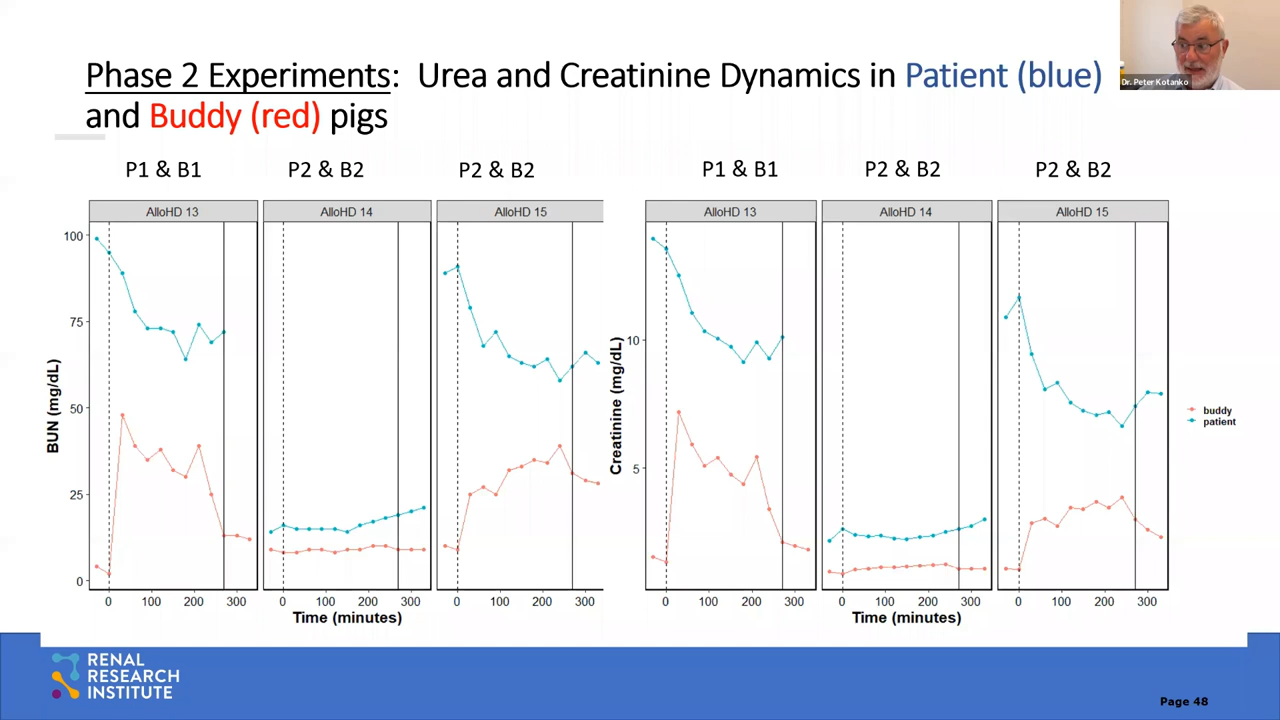 Phase 2 Experiments: Urea and Creatinine Dynamics in Patient (blue)
and Buddy (red) pigs
Dr. Peter Kotanko
P1 & B1
P2 & B2
P2 & B2
P1 & B1
P2 & B2
P2 & B2
AlloHD 13
AlloHD 14
AlloHD 15
AlloHD 13
AlloHD 14
AlloHD 15
BUN (mg/dL)
100
75
50
25
0
Creatinine (mg/dL)
10
5
0 100 200 300
0 100 200 300
0 100 200 300
0 100 200 300
0 100 200 300
0 100 200 300
Time (minutes)
Time (minutes)
buddy
patient
RENAL
RESEARCH
INSTITUTE
Page 48